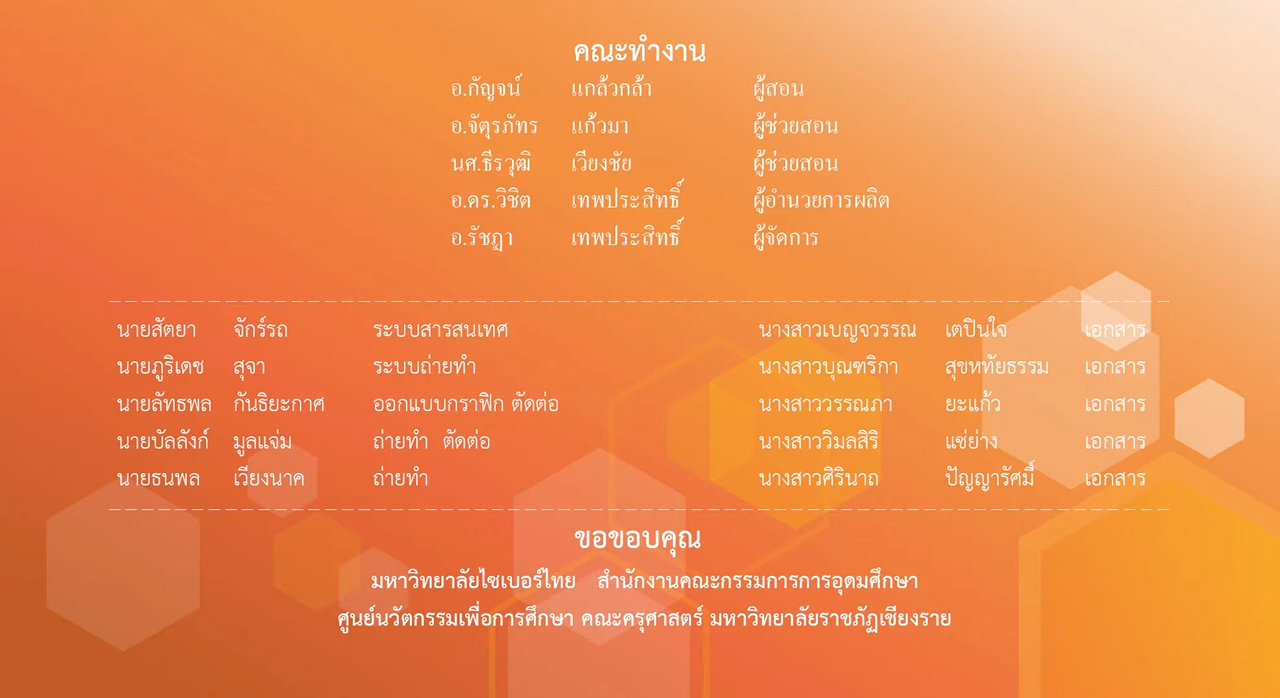 คณะทำงาน
อ.กัญจน์ แกล้วกล้า ผู้สอน
อ.จัตุรภัทร แก้วมา ผู้ช่วยสอน
นศ.ธีรวุฒิ เวียงชัย ผู้ช่วยสอน
อ.ดร.วิชิต เทพประสิทธิ์ ผู้อำนวยการผลิต
อ.รัชฎา เทพประสิทธิ์ ผู้จัดการ
นายสัตยา จักร์รถ ระบบสารสนเทศ นางสาวเบญจวรรณ เตปินใจ เอกสาร
นายภูริเดช สุจา ระบบถ่ายทำ นางสาวบุณฑริกา สุขหทัยธรรม เอกสาร
นายลัทธพล กันธิยะกาศ ออกแบบกราฟิก ตัดต่อ นางสาววรรณภา ยะแก้ว เอกสาร
นายบัลลังก์ มูลแจ่ม ถ่ายทำ ตัดต่อ นางสาววิมลสิริ แซ่ย่าง เอกสาร
นายธนพล เวียงนาค ถ่ายทำ นางสาวศิรินาถ ปัญญารัศมิ์ เอกสาร
ขอขอบคุณ
มหาวิทยาลัยไซเบอร์ไทย สำนักงานคณะกรรมการการอุดมศึกษา
ศูนย์นวัตกรรมเพื่อการศึกษา คณะครุศาสตร์ มหาวิทยาลัยราชภัฏเชียงราย